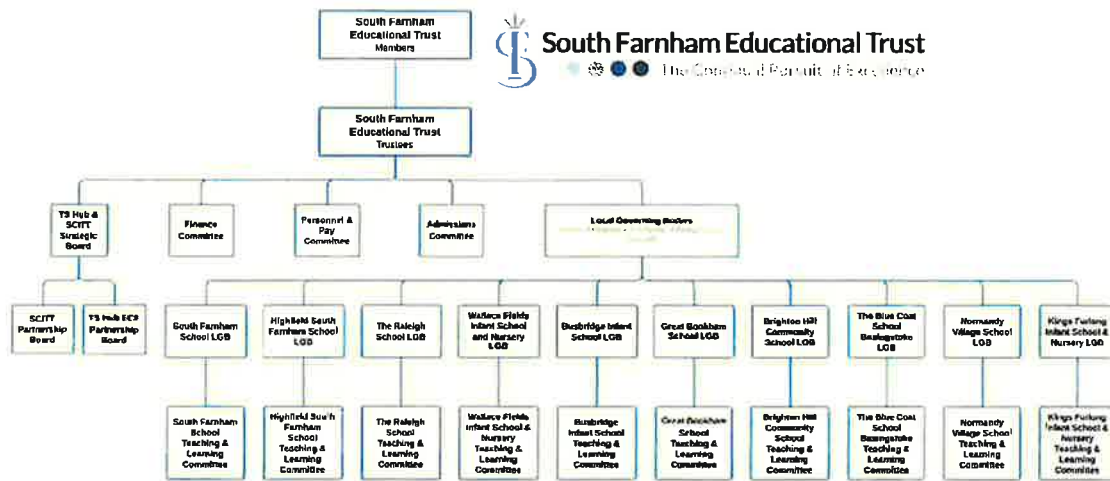 South Farnham
Educational Trust
Members
South Farnham Educational Trust
The Continual Pursuit of Excellence
South Farnham
Educational Trust
Trustees
TS Hub &
SCITT
Strategic
Board
Finance
Committee
Personnel &
Pay
Committee
Admissions
Committee
Local Governing Bodies
SCITT
Partnership
Board
TS Hub ECF
Partnership
Board
South Farnham
School LGB
Highfield South
Farnham School
LGB
The Raleigh
School LGB
Wallace Fields
Infant School
and Nursery
LGB
Busbridge Infant
School LGB
Great Bookham
School LGB
Brighton Hill
Community
School LGB
The Blue Coat
School
Basingstoke
LGB
Normandy
Village School
LGB
Kings Furlong
Infant School &
Nursery LGB
South Farnham
School
Teaching &
Learning
Committee
Highfield South
Farnham
School
Teaching &
Learning
Committee
The Raleigh
School
Teaching &
Learning
Committee
Wallace Fields
Infant School &
Nursery
Teaching &
Learning
Committee
Busbridge
Infant School
Teaching &
Learning
Committee
Great Bookham
School
Teaching &
Learning
Committee
Brighton Hill
Community
School Teaching
& Learning
Committee
The Blue Coat
School
Basingstoke
Teaching &
Learning
Committee
Normandy
Village School
Teaching &
Learning
Committee
Kings Furlong
Infant School &
Nursery
Teaching &
Learning
Committee